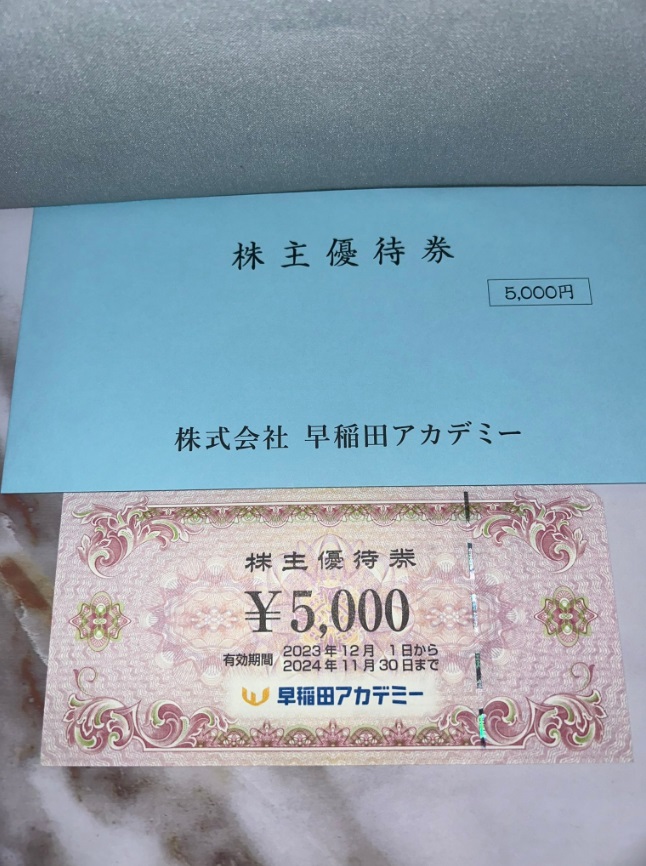 株主優待券
5,000円
株式会社 早稲田アカデミー
株主優待券
¥5,000
有効期間 2023年12月 1日から
2024年11月30日まで
早稲田アカデミー